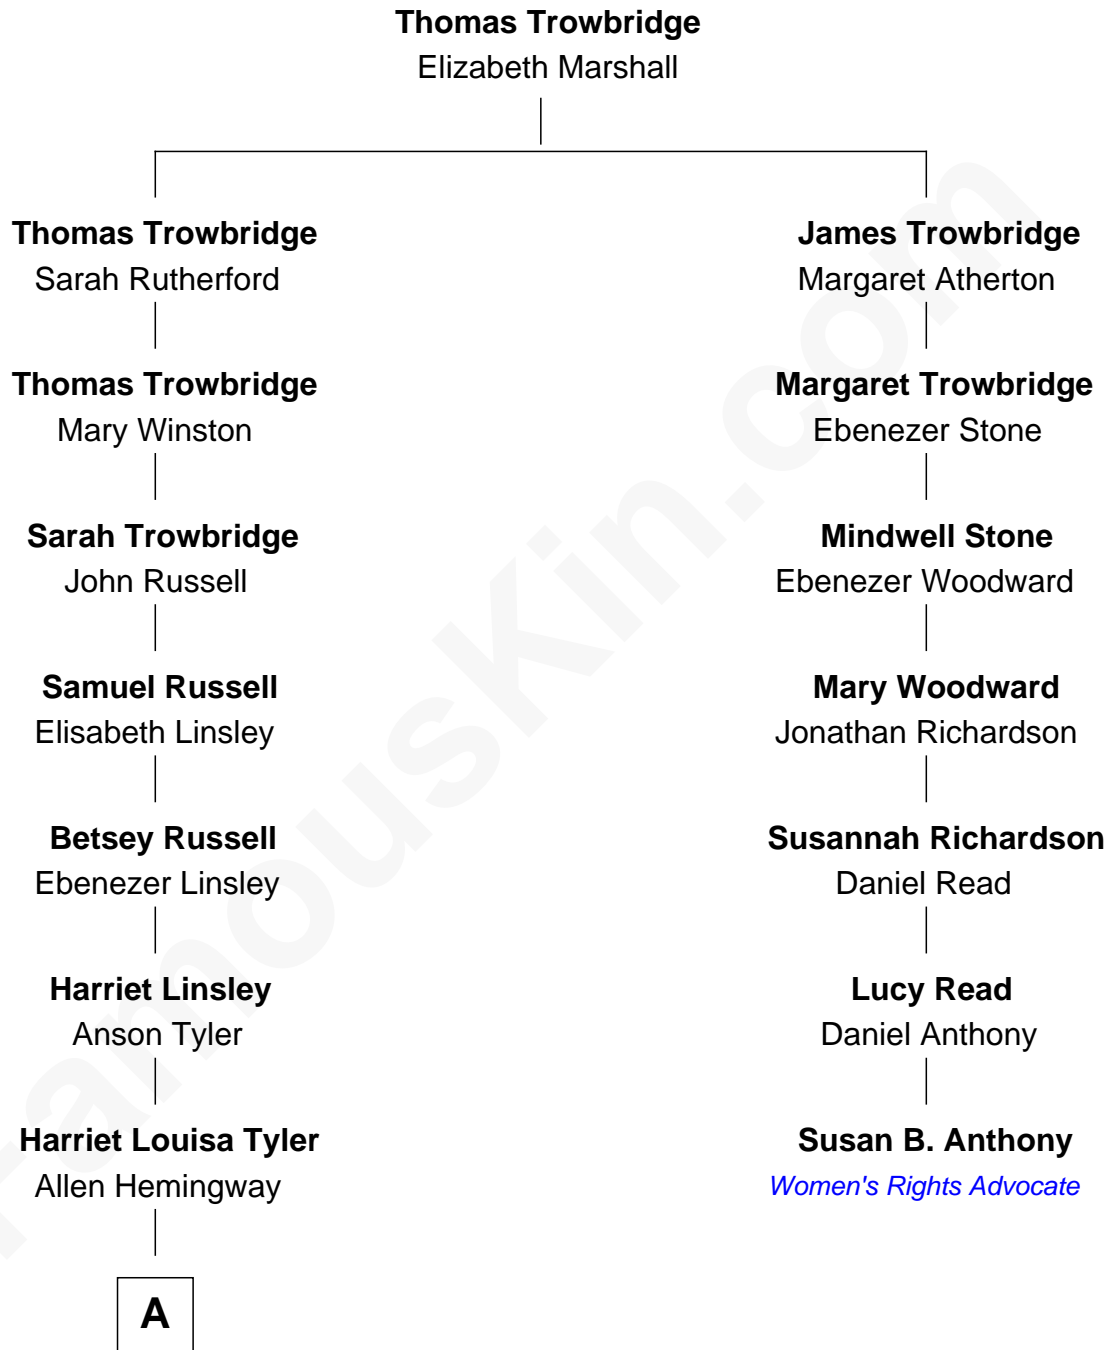 Thomas Trowbridge
Elizabeth Marshall
Thomas Trowbridge
Sarah Rutherford
James Trowbridge
Margaret Atherton
Thomas Trowbridge
Mary Winston
Margaret Trowbridge
Ebenezer Stone
Sarah Trowbridge
John Russell
Mindwell Stone
Ebenezer Woodward
Samuel Russell
Elisabeth Linsley
Mary Woodward
Jonathan Richardson
Betsey Russell
Ebenezer Linsley
Susannah Richardson
Daniel Read
Harriet Linsley
Anson Tyler
Lucy Read
Daniel Anthony
Harriet Louisa Tyler
Allen Hemingway
Susan B. Anthony
Women's Rights Advocate
A
FamousKin.com